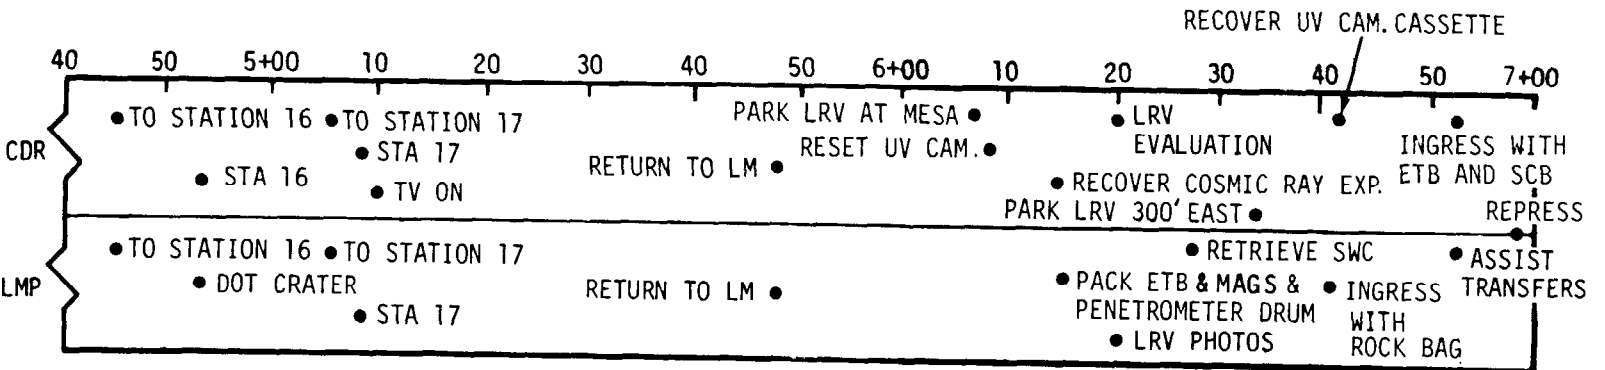 RECOVER UV CAM. CASSETTE
40 50 5+00 10 20 30 40 50 6+00 10 20 30 40 50 7+00
CDR
TO STATION 16
TO STATION 17
STA 17
STA 16
TV ON
RETURN TO LM
PARK LRV AT MESA
RESET UV CAM.
LRV
EVALUATION
RECOVER COSMIC RAY EXP.
PARK LRV 300' EAST
INGRESS WITH
ETB AND SCB
REPRESS
LMP
TO STATION 16
TO STATION 17
DOT CRATER
STA 17
RETURN TO LM
RETRIEVE SWC
PACK ETB & MAGS &
PENETROMETER DRUM
LRV PHOTOS
INGRESS
WITH
ROCK BAG
ASSIST
TRANSFERS